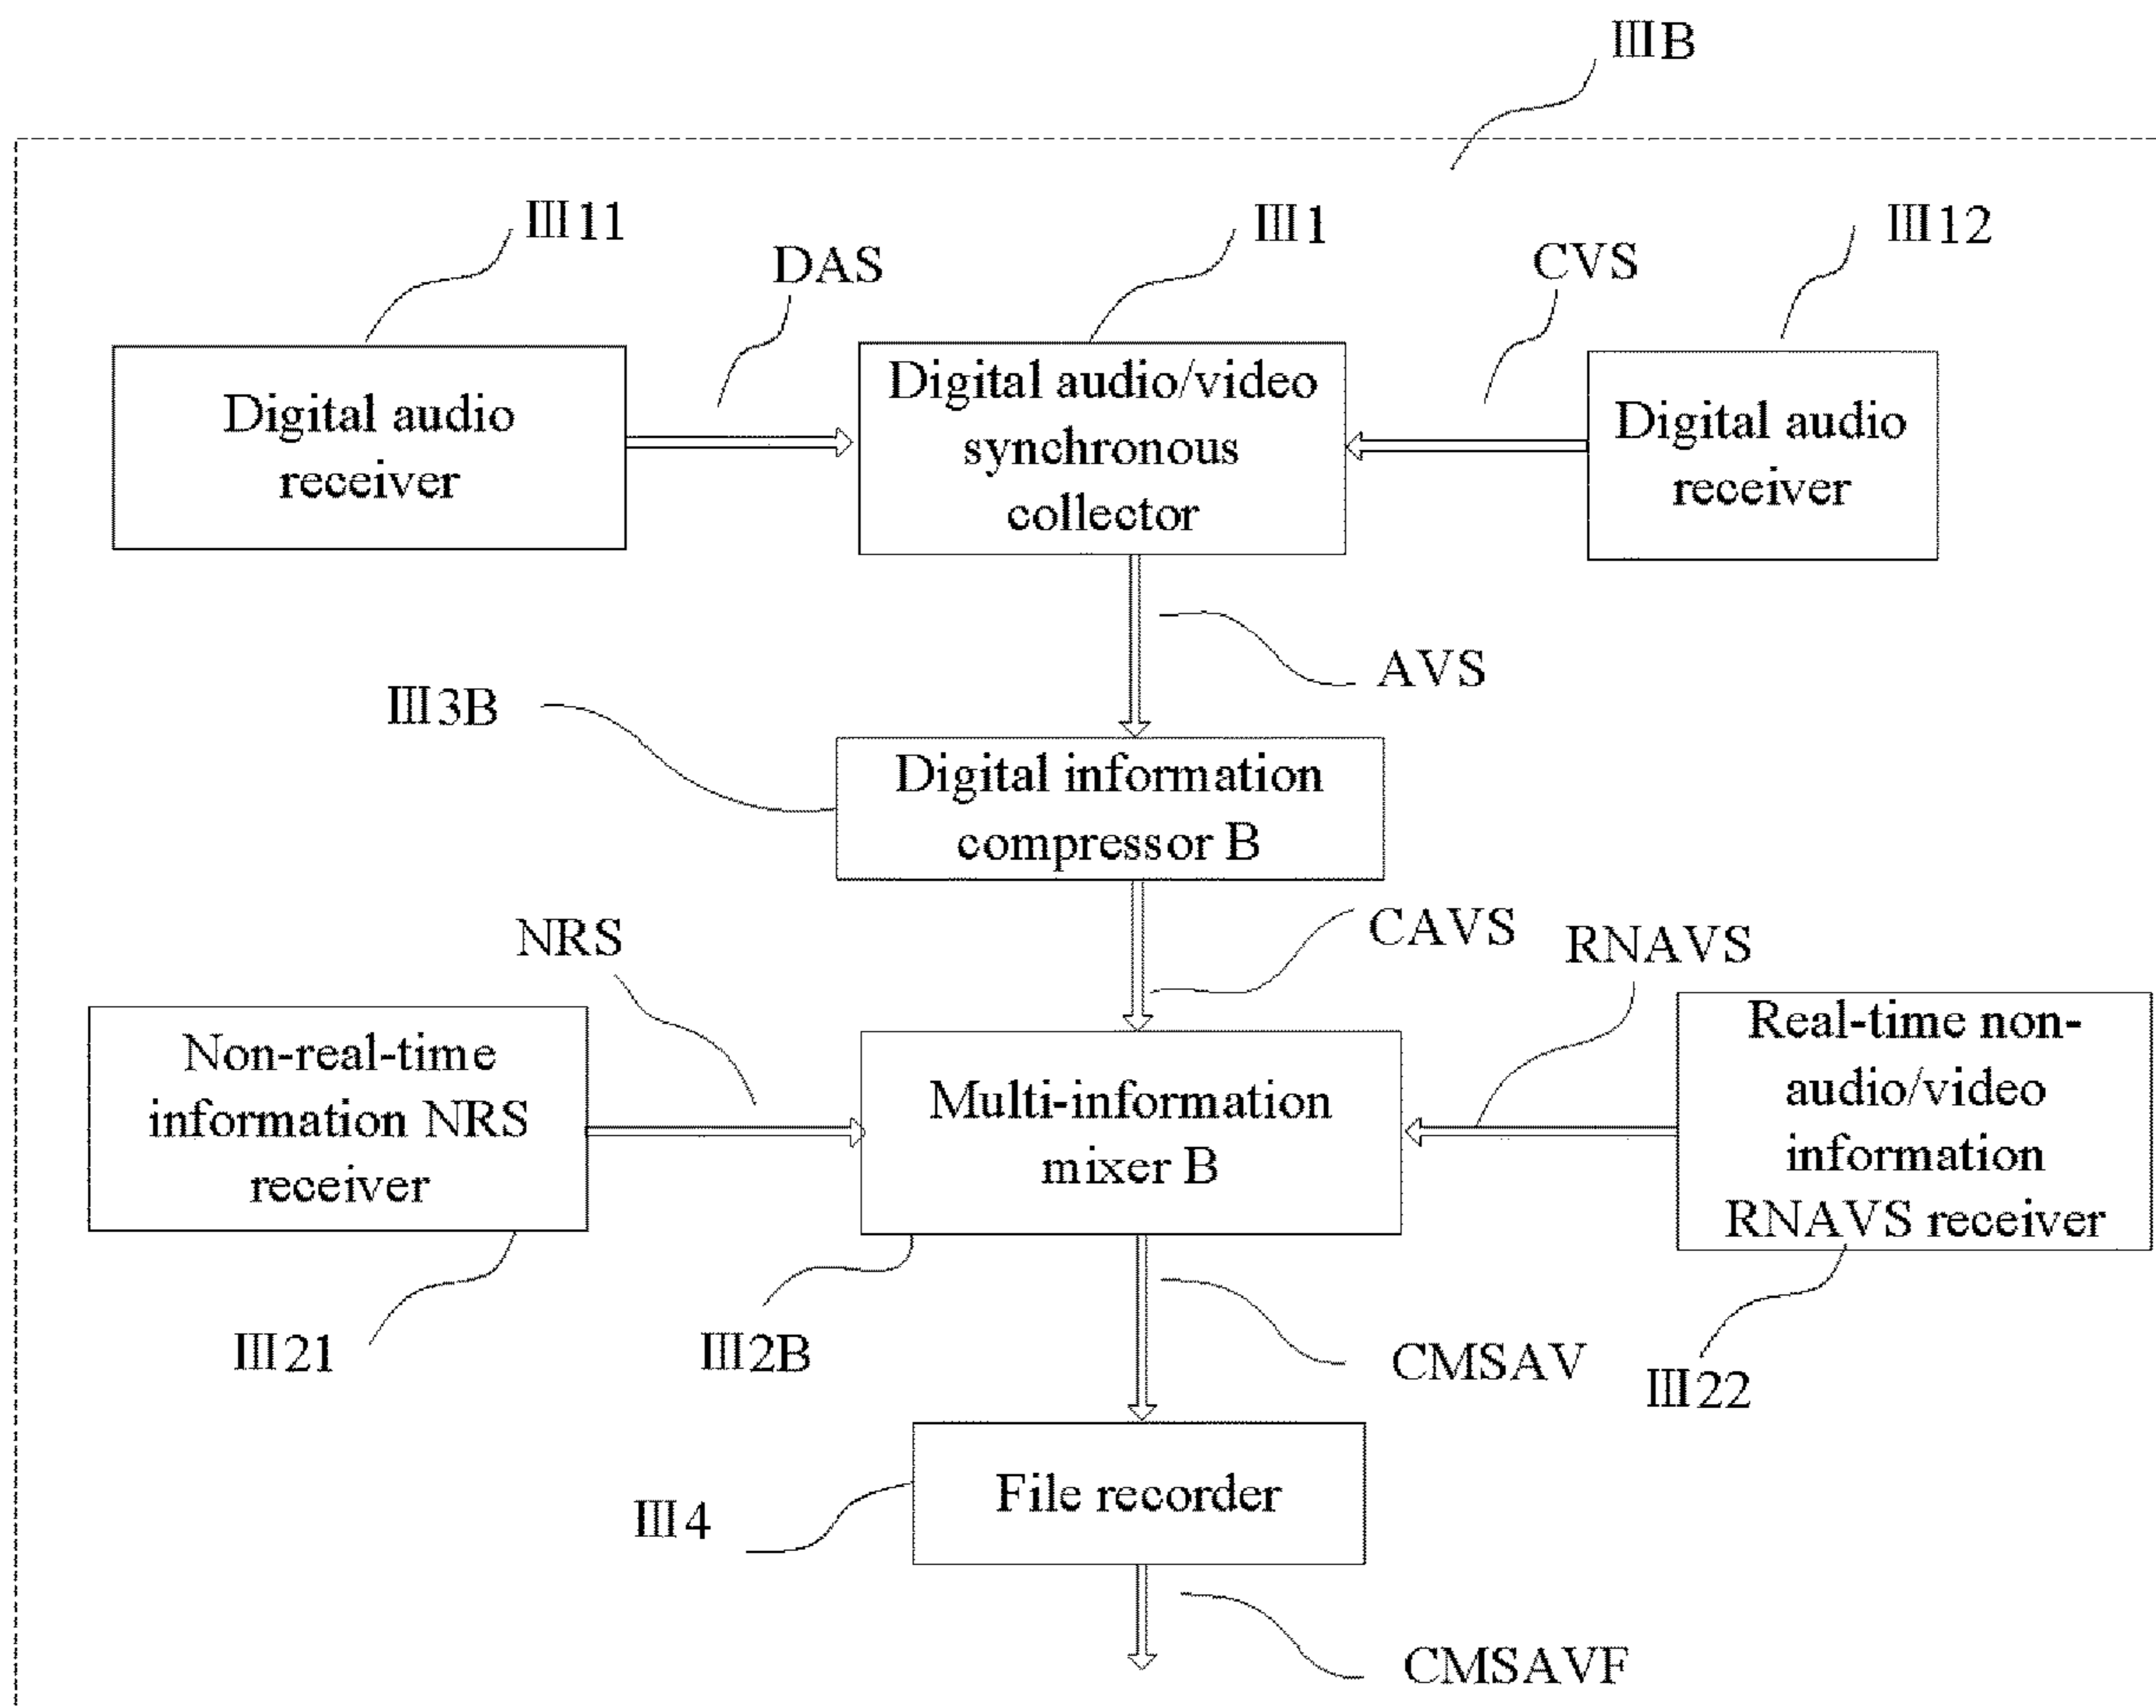 ⅢB
Ⅲ11
DAS
Ⅲ1
CVS
Ⅲ12
Digital audio
receiver
Digital audio/video
synchronous
collector
Digital audio
receiver
AVS
Ⅲ3B
Digital information
compressor B
NRS
CAVS
RNAVS
Non-real-time
information NRS
receiver
Multi-information
mixer B
Real-time non-
audio/video
information
RNAVS receiver
Ⅲ21
Ⅲ2B
CMSAV
Ⅲ22
File recorder
Ⅲ4
CMSAVF